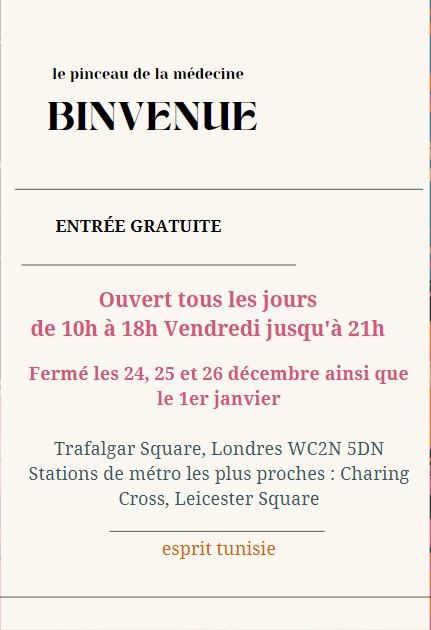 le pinceau de la médecine
BINVENUE
ENTRÉE GRATUITE
Ouvert tous les jours
de 10h à 18h Vendredi jusqu'à 21h
Fermé les 24, 25 et 26 décembre ainsi que
le 1er janvier
Trafalgar Square, Londres WC2N 5DN
Stations de métro les plus proches : Charing
Cross, Leicester Square
esprit tunisie